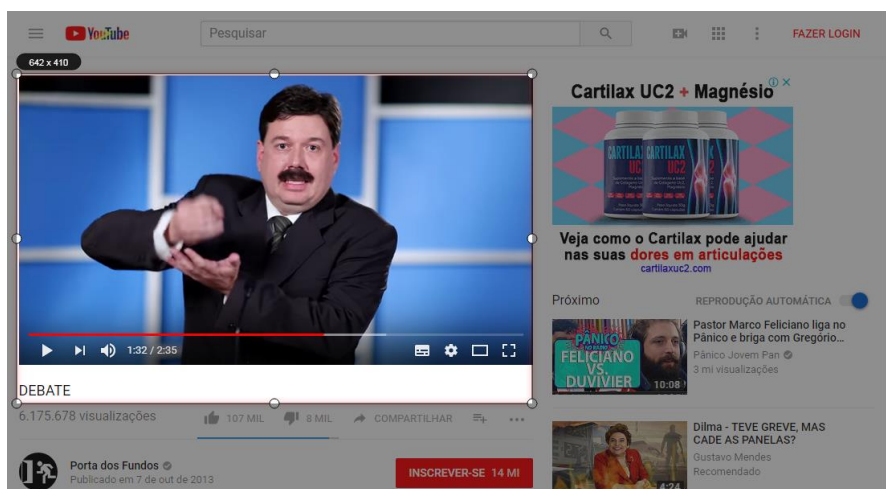 YouTube
Pesquisar
FAZER LOGIN
642 x 410
Cartilax UC2 + Magnésio
CARTILAX CARTILAX
UC2 UC2
Veja como o Cartilax pode ajudar
nas suas dores em articulações
cartilaxuc2.com
1:32 / 2:35
Próximo
REPRODUÇÃO AUTOMÁTICA
PÂNICO
FELICIANO
VS.
DUVIVIER
10:08
Pastor Marco Feliciano liga no
Pânico e briga com Gregório...
Pânico Jovem Pan
3 mi visualizações
DEBATE
6.175.678 visualizações
107 MIL
8 MIL
COMPARTILHAR
Dilma - TEVE GREVE, MAS
CADE AS PANELAS?
Gustavo Mendes
Recomendado
4:24
Porta dos Fundos
Publicado em 7 de out de 2013
INSCREVER-SE 14 MI